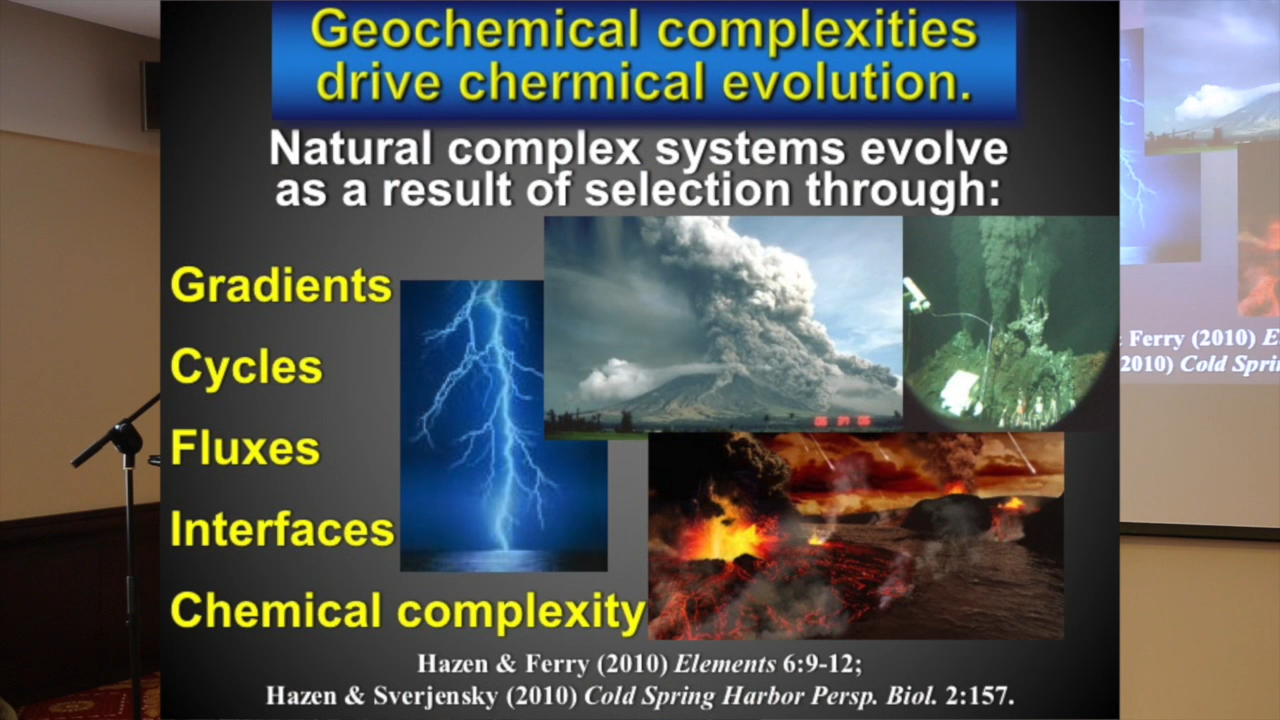 Geochemical complexities
drive chermical evolution.
Natural complex systems evolve
as a result of selection through:
Gradients
Cycles
Fluxes
Interfaces
Chemical complexity
Hazen & Ferry (2010) Elements 6:9-12;
Hazen & Sverjensky (2010) Cold Spring Harbor Persp. Biol. 2:157.
Ferry (2010)
2010) Cold